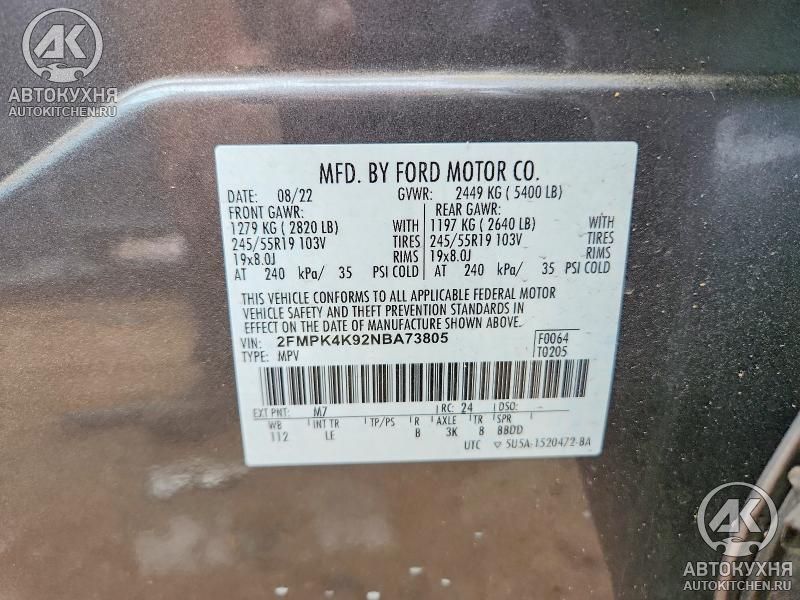 AK
АВТОКУХНЯ
AUTOKITCHEN.RU
MFD. BY FORD MOTOR CO.
DATE: 08/22 GVWR: 2449 KG ( 5400 LB)
FRONT GAWR: REAR GAWR:
1279 KG ( 2820 LB) WITH 1197 KG ( 2640 LB) WITH
245/55R19 103V TIRES 245/55R19 103V TIRES
19x8.0J RIMS 19x8.0J RIMS
AT 240 kPa/ 35 PSI COLD AT 240 kPa/ 35 PSI COLD
THIS VEHICLE CONFORMS TO ALL APPLICABLE FEDERAL MOTOR
VEHICLE SAFETY AND THEFT PREVENTION STANDARDS IN
EFFECT ON THE DATE OF MANUFACTURE SHOWN ABOVE.
VIN: 2FMPK4K92NBA73805 F0064
TYPE: MPV T0205
EXT PNT: M7 RC: 24 DSO:
WB INT TR TP/PS R AXLE TR SPR
112 LE B 3K B BBDD
UTC ▽ 5U5A-1520472-BA
AK
АВТОКУХНЯ
AUTOKITCHEN.RU